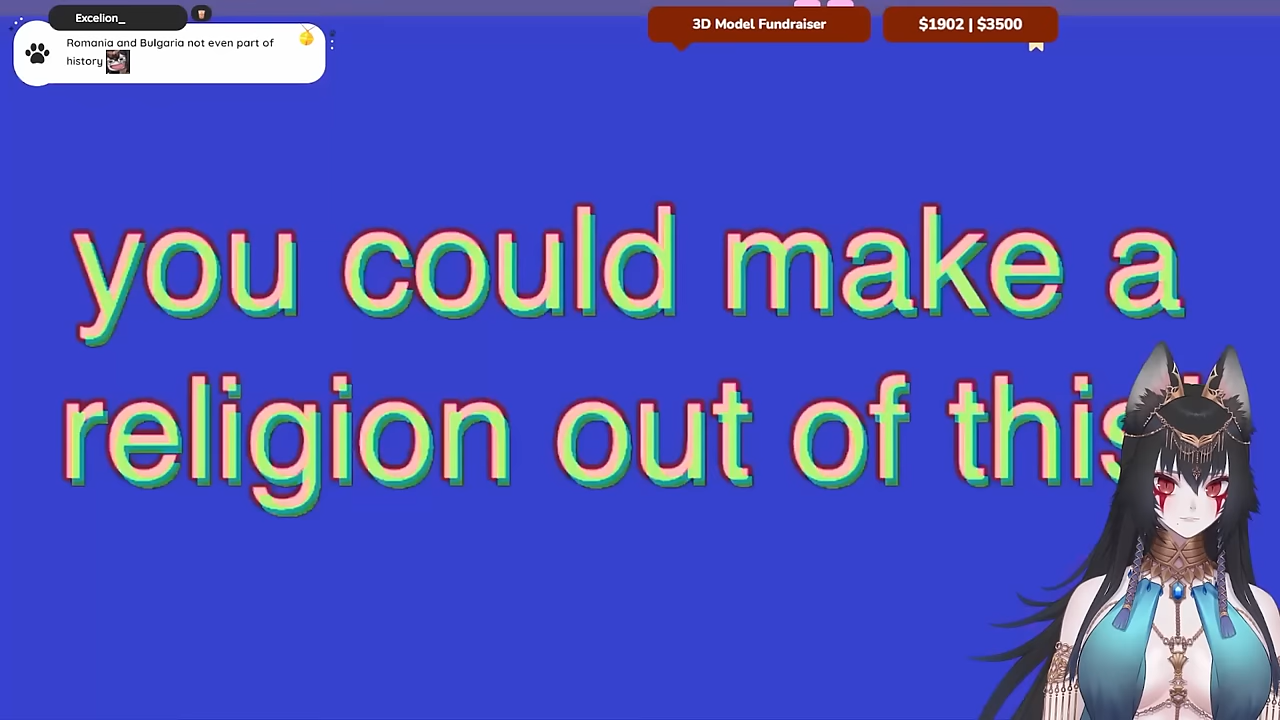 Excelion_
Romania and Bulgaria not even part of
history
3D Model Fundraiser
$1902 | $3500
you could make a
religion out of this